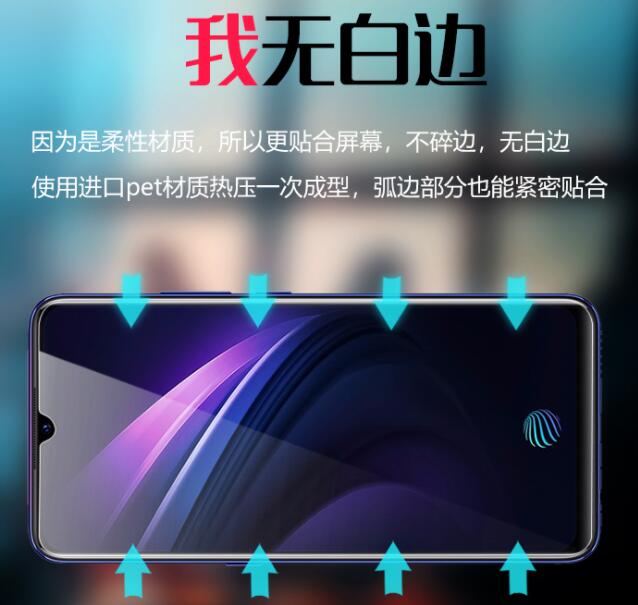 我无白边
因为是柔性材质，所以更贴合屏幕，不碎边，无白边
使用进口pet材质热压一次成型，弧边部分也能紧密贴合